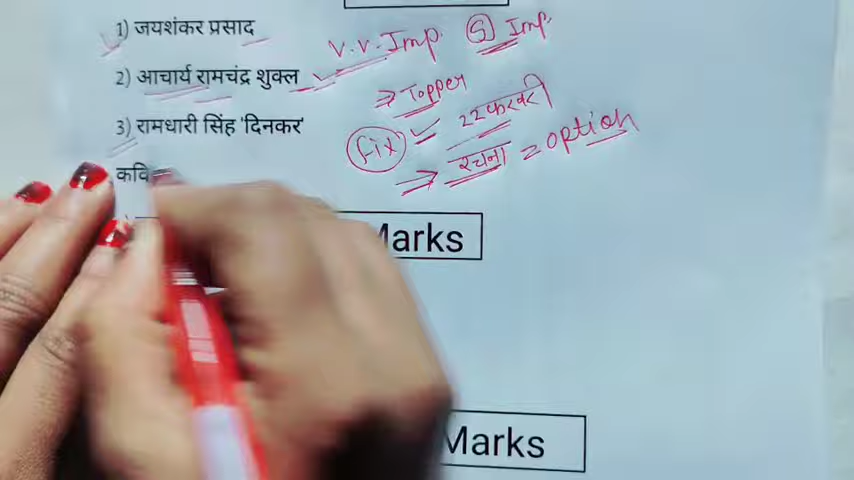 1) जयशंकर प्रसाद
V.V.Imp. 5 Imp.
2) आचार्य रामचंद्र शुक्ल
⇒ Topper
3) रामधारी सिंह 'दिनकर'
fix 22 फरवरी
⇒ रचना = option
कवि
Marks
Marks